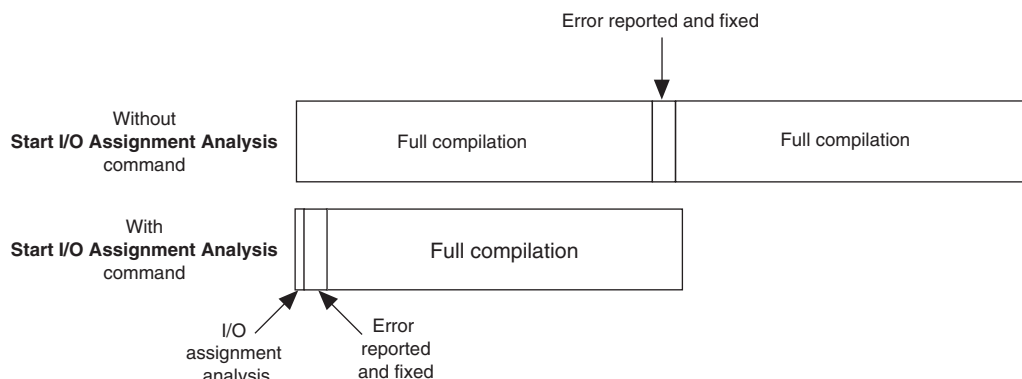 Error reported and fixed
Without
Start I/O Assignment Analysis
command
Full compilation
Full compilation
With
Start I/O Assignment Analysis
command
Full compilation
I/O
assignment
analysis
Error
reported
and fixed